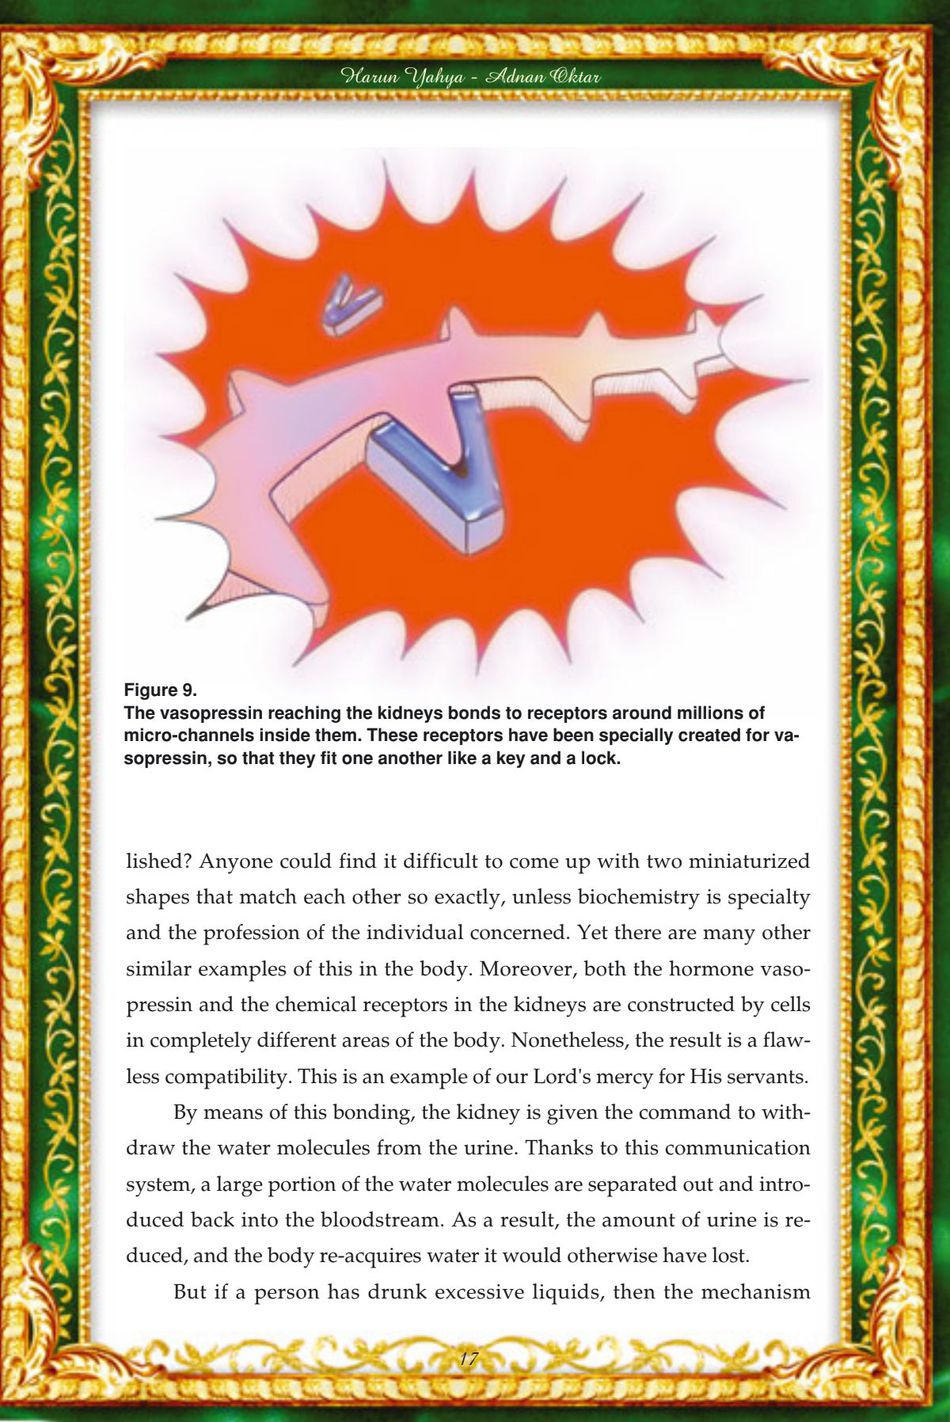 Harun Yahya - Adnan Oktar
Figure 9.
The vasopressin reaching the kidneys bonds to receptors around millions of
micro-channels inside them. These receptors have been specially created for va-
sopressin, so that they fit one another like a key and a lock.
lished? Anyone could find it difficult to come up with two miniaturized
shapes that match each other so exactly, unless biochemistry is specialty
and the profession of the individual concerned. Yet there are many other
similar examples of this in the body. Moreover, both the hormone vaso-
pressin and the chemical receptors in the kidneys are constructed by cells
in completely different areas of the body. Nonetheless, the result is a flaw-
less compatibility. This is an example of our Lord's mercy for His servants.
By means of this bonding, the kidney is given the command to with-
draw the water molecules from the urine. Thanks to this communication
system, a large portion of the water molecules are separated out and intro-
duced back into the bloodstream. As a result, the amount of urine is re-
duced, and the body re-acquires water it would otherwise have lost.
But if a person has drunk excessive liquids, then the mechanism
17